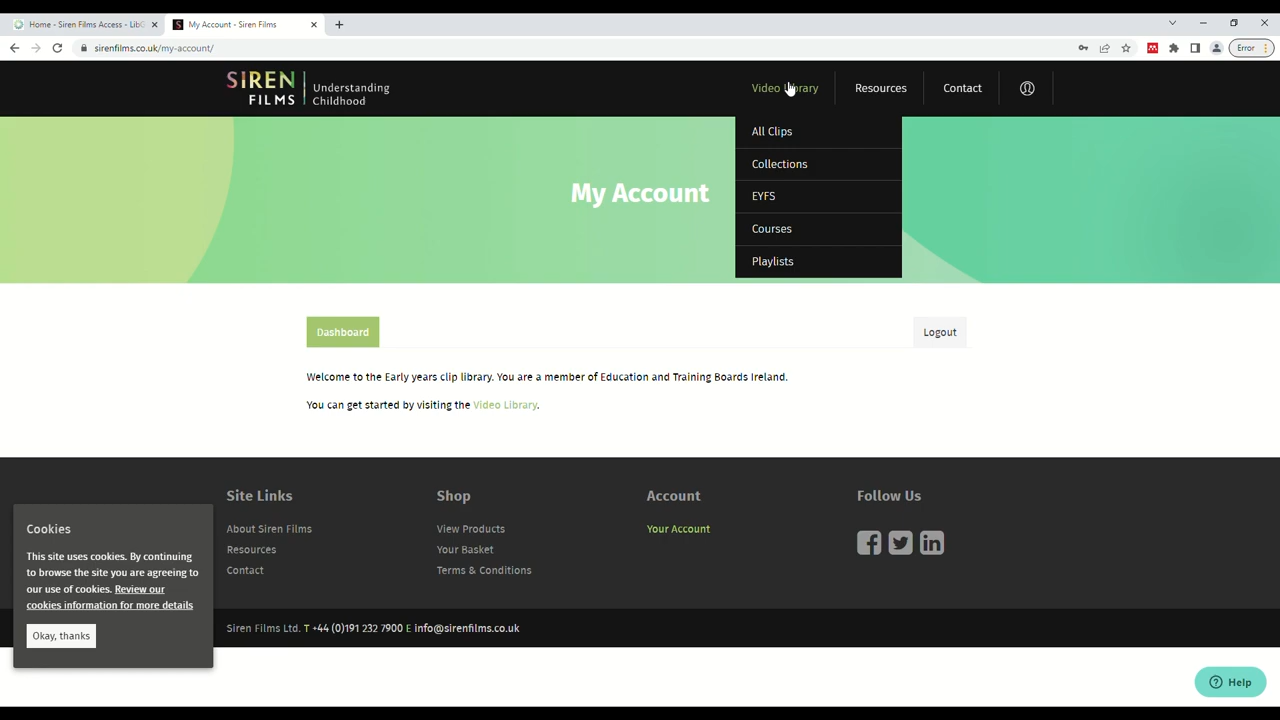 Home - Siren Films Access - LibG
My Account - Siren Films
sirenfilms.co.uk/my-account/
Error
SIREN FILMS
Understanding Childhood
Video Library
Resources
Contact
All Clips
Collections
EYFS
Courses
Playlists
My Account
Dashboard
Logout
Welcome to the Early years clip library. You are a member of Education and Training Boards Ireland.
You can get started by visiting the Video Library.
Site Links
About Siren Films
Resources
Contact
Shop
View Products
Your Basket
Terms & Conditions
Account
Your Account
Follow Us
Cookies
This site uses cookies. By continuing
to browse the site you are agreeing to
our use of cookies. Review our
cookies information for more details
Okay, thanks
Siren Films Ltd. T +44 (0)191 232 7900 E info@sirenfilms.co.uk
Help